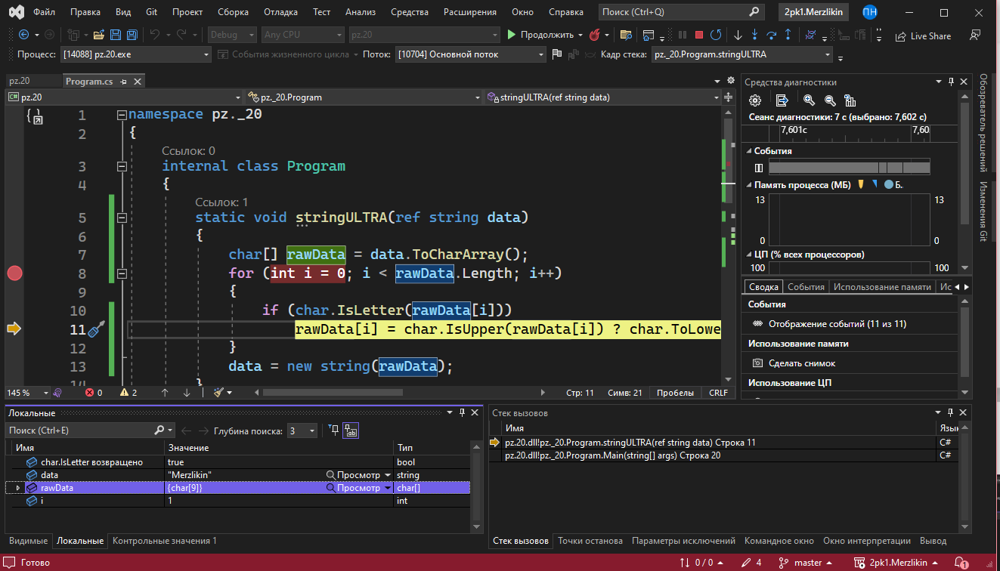 Файл Правка Вид Git Проект Сборка Отладка Тест Анализ Средства Расширения Окно Справка Поиск (Ctrl+Q) 2pk1.Merzlikin ПН
Debug Any CPU pz.20 Продолжить Live Share
Процесс: [14088] pz.20.exe События жизненного цикла Поток: [10704] Основной поток Кадр стека: pz._20.Program.stringULTRA
pz.20 Program.cs
C# pz.20 pz._20.Program stringULTRA(ref string data)
1 namespace pz._20
2 {
Ссылок: 0
3 internal class Program
4 {
Ссылок: 1
5 static void stringULTRA(ref string data)
6 {
7 char[] rawData = data.ToCharArray();
8 for (int i = 0; i < rawData.Length; i++)
9 {
10 if (char.IsLetter(rawData[i]))
11 rawData[i] = char.IsUpper(rawData[i]) ? char.ToLowe
12 }
13 data = new string(rawData);
14 }
145 % 0 2 Стр: 11 Симв: 21 Пробелы CRLF
Средства диагностики
Сеанс диагностики: 7 с (выбрано: 7,602 с)
7,601с 7,60
События
Память процесса (МБ) Б..
13 13
0 0
ЦП (% всех процессоров)
100 100
Сводка События Использование памяти Ис
События
Отображение событий (11 из 11)
Использование памяти
Сделать снимок
Использование ЦП
Обозреватель решений
Изменения Git
Локальные
Поиск (Ctrl+E) Глубина поиска: 3
Имя Значение Тип
char.IsLetter возвращено true bool
data "Merzlikin" Просмотр string
rawData {char[9]} Просмотр char[]
i 1 int
Видимые Локальные Контрольные значения 1
Стек вызовов
Имя Язык
pz.20.dll!pz._20.Program.stringULTRA(ref string data) Строка 11 C#
pz.20.dll!pz._20.Program.Main(string[] args) Строка 20 C#
Стек вызовов Точки останова Параметры исключений Командное окно Окно интерпретации Вывод
Готово 0 / 0 4 master 2pk1.Merzlikin 1